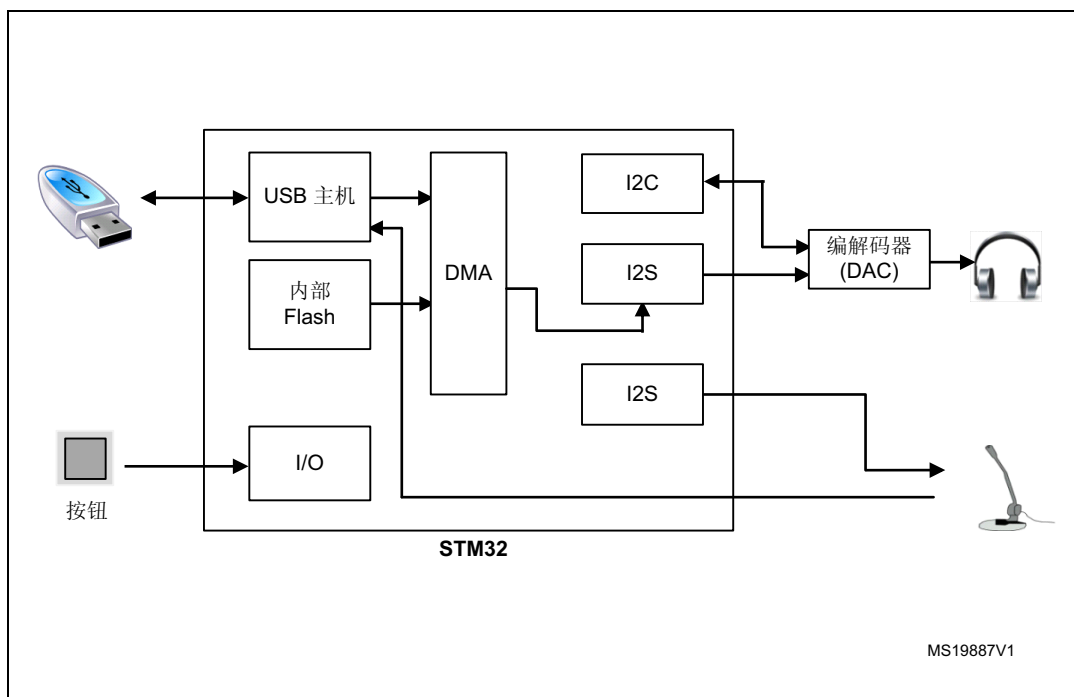 USB 主机
I2C
编解码器
(DAC)
DMA
I2S
内部
Flash
I2S
I/O
按钮
STM32
MS19887V1